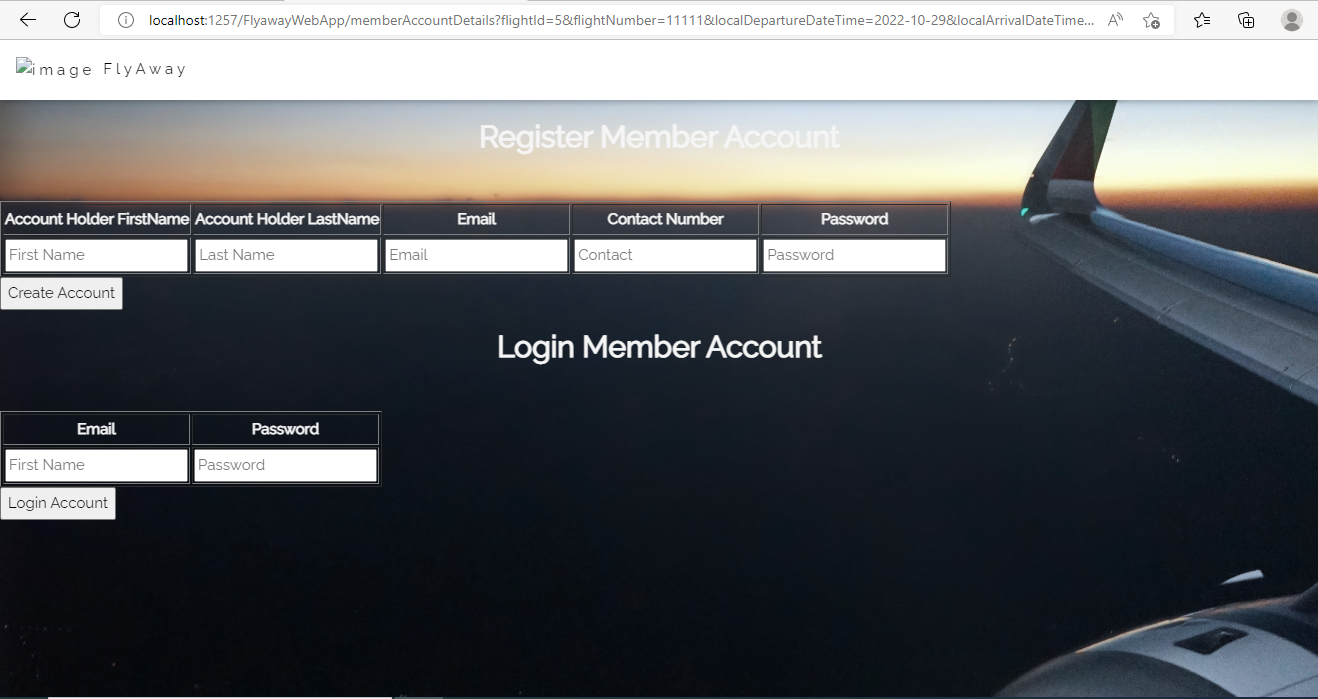 localhost:1257/FlyawayWebApp/memberAccountDetails?flightId=5&flightNumber=11111&localDepartureDateTime=2022-10-29&localArrivalDateTime...
image FlyAway
Register Member Account
Account Holder FirstName Account Holder LastName Email Contact Number Password
First Name Last Name Email Contact Password
Create Account
Login Member Account
Email Password
First Name Password
Login Account